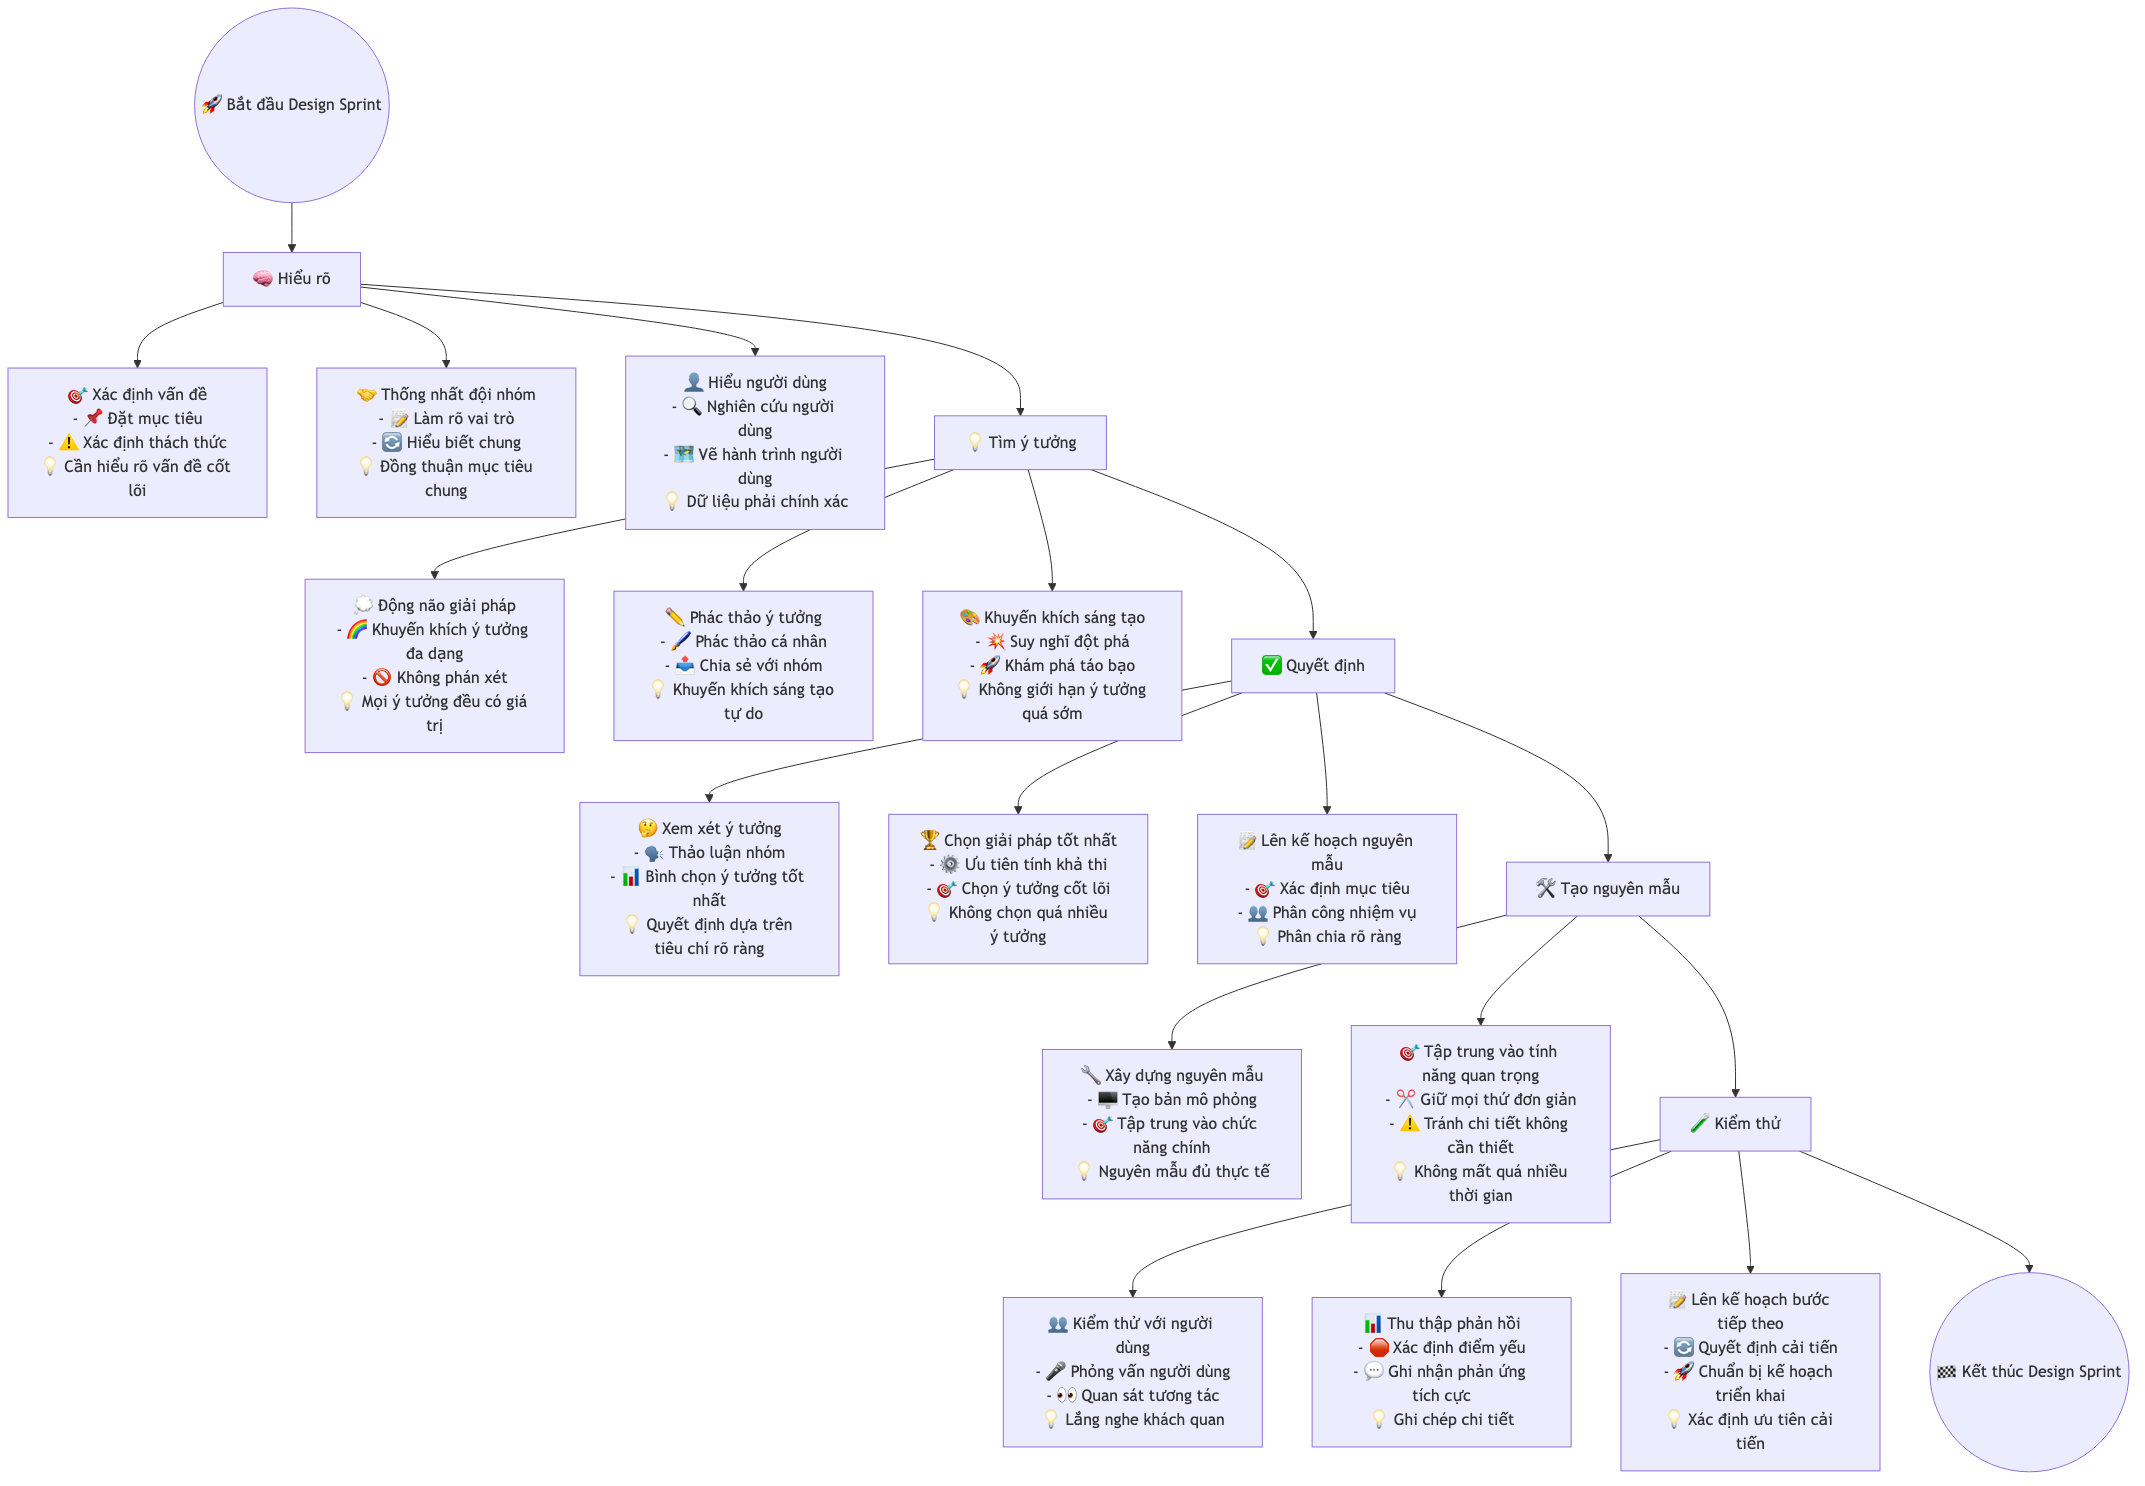 🚀 Bắt đầu Design Sprint
🧠 Hiểu rõ
🎯 Xác định vấn đề
- 📌 Đặt mục tiêu
- ⚠️ Xác định thách thức
💡 Cần hiểu rõ vấn đề cốt
lõi
🤝 Thống nhất đội nhóm
- 📝 Làm rõ vai trò
- 🔄 Hiểu biết chung
💡 Đồng thuận mục tiêu
chung
👤 Hiểu người dùng
- 🔍 Nghiên cứu người
dùng
- 🗺️ Vẽ hành trình người
dùng
💡 Dữ liệu phải chính xác
💡 Tìm ý tưởng
💭 Động não giải pháp
- 🌈 Khuyến khích ý tưởng
đa dạng
- 🚫 Không phán xét
💡 Mọi ý tưởng đều có giá
trị
✏️ Phác thảo ý tưởng
- 🖌️ Phác thảo cá nhân
- 📤 Chia sẻ với nhóm
💡 Khuyến khích sáng tạo
tự do
🎨 Khuyến khích sáng tạo
- 💥 Suy nghĩ đột phá
- 🚀 Khám phá táo bạo
💡 Không giới hạn ý tưởng
quá sớm
✅ Quyết định
🤔 Xem xét ý tưởng
- 🗣️ Thảo luận nhóm
- 📊 Bình chọn ý tưởng tốt
nhất
💡 Quyết định dựa trên
tiêu chí rõ ràng
🏆 Chọn giải pháp tốt nhất
- ⚙️ Ưu tiên tính khả thi
- 🎯 Chọn ý tưởng cốt lõi
💡 Không chọn quá nhiều
ý tưởng
📝 Lên kế hoạch nguyên
mẫu
- 🎯 Xác định mục tiêu
- 👥 Phân công nhiệm vụ
💡 Phân chia rõ ràng
🛠️ Tạo nguyên mẫu
🔧 Xây dựng nguyên mẫu
- 🖥️ Tạo bản mô phỏng
- 🎯 Tập trung vào chức
năng chính
💡 Nguyên mẫu đủ thực tế
🎯 Tập trung vào tính
năng quan trọng
- ✂️ Giữ mọi thứ đơn giản
- ⚠️ Tránh chi tiết không
cần thiết
💡 Không mất quá nhiều
thời gian
🧪 Kiểm thử
👥 Kiểm thử với người
dùng
- 🎤 Phỏng vấn người dùng
- 👀 Quan sát tương tác
💡 Lắng nghe khách quan
📊 Thu thập phản hồi
- 🛑 Xác định điểm yếu
- 💬 Ghi nhận phản ứng
tích cực
💡 Ghi chép chi tiết
📝 Lên kế hoạch bước
tiếp theo
- 🔄 Quyết định cải tiến
- 🚀 Chuẩn bị kế hoạch
triển khai
💡 Xác định ưu tiên cải
tiến
🏁 Kết thúc Design Sprint